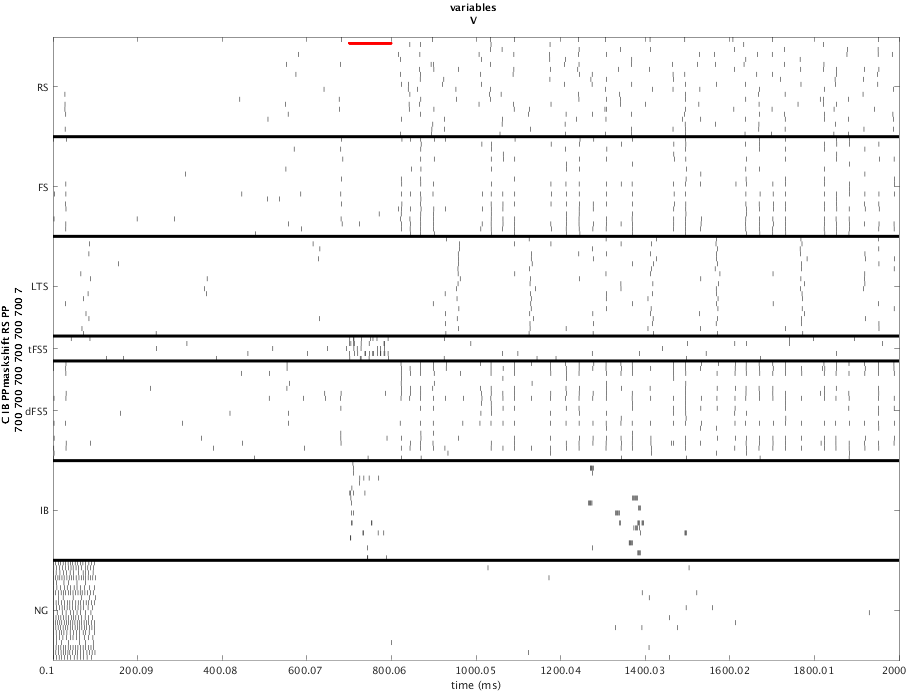 variables
V
RS
FS
LTS
tFS5
dFS5
IB
NG
C IB PPmaskshift RS PP
700 700 700 700 700 700 7
0.1 200.09 400.08 600.07 800.06 1000.05 1200.04 1400.03 1600.02 1800.01 2000
time (ms)